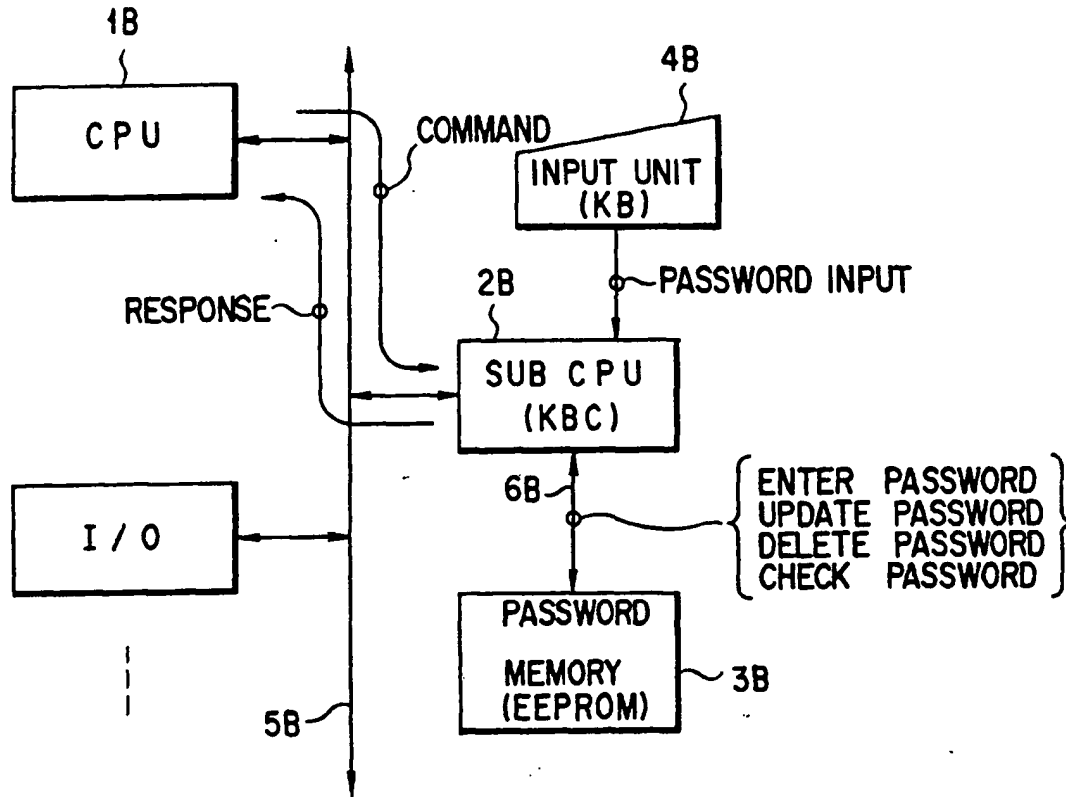 1B
CPU
4B
COMMAND
INPUT UNIT
(KB)
PASSWORD INPUT
2B
RESPONSE
SUB CPU
(KBC)
6B
ENTER PASSWORD
UPDATE PASSWORD
DELETE PASSWORD
CHECK PASSWORD
I/O
PASSWORD
MEMORY
(EEPROM)
3B
5B